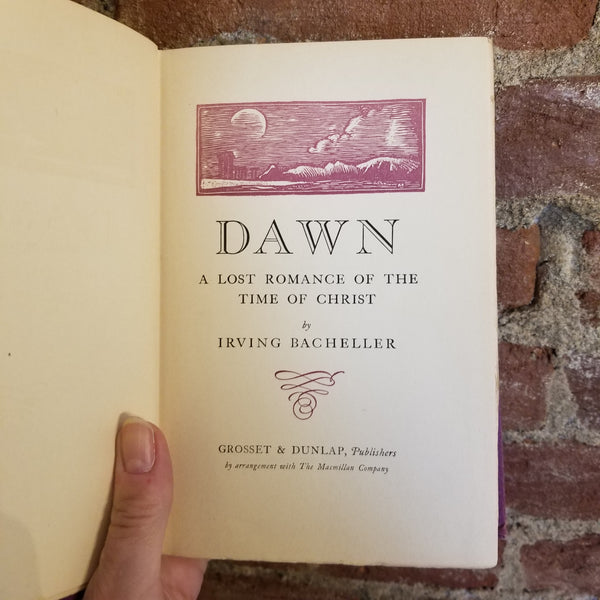 DAWN
A LOST ROMANCE OF THE
TIME OF CHRIST
by
IRVING BACHELLER
GROSSET & DUNLAP, Publishers
by arrangement with The Macmillan Company